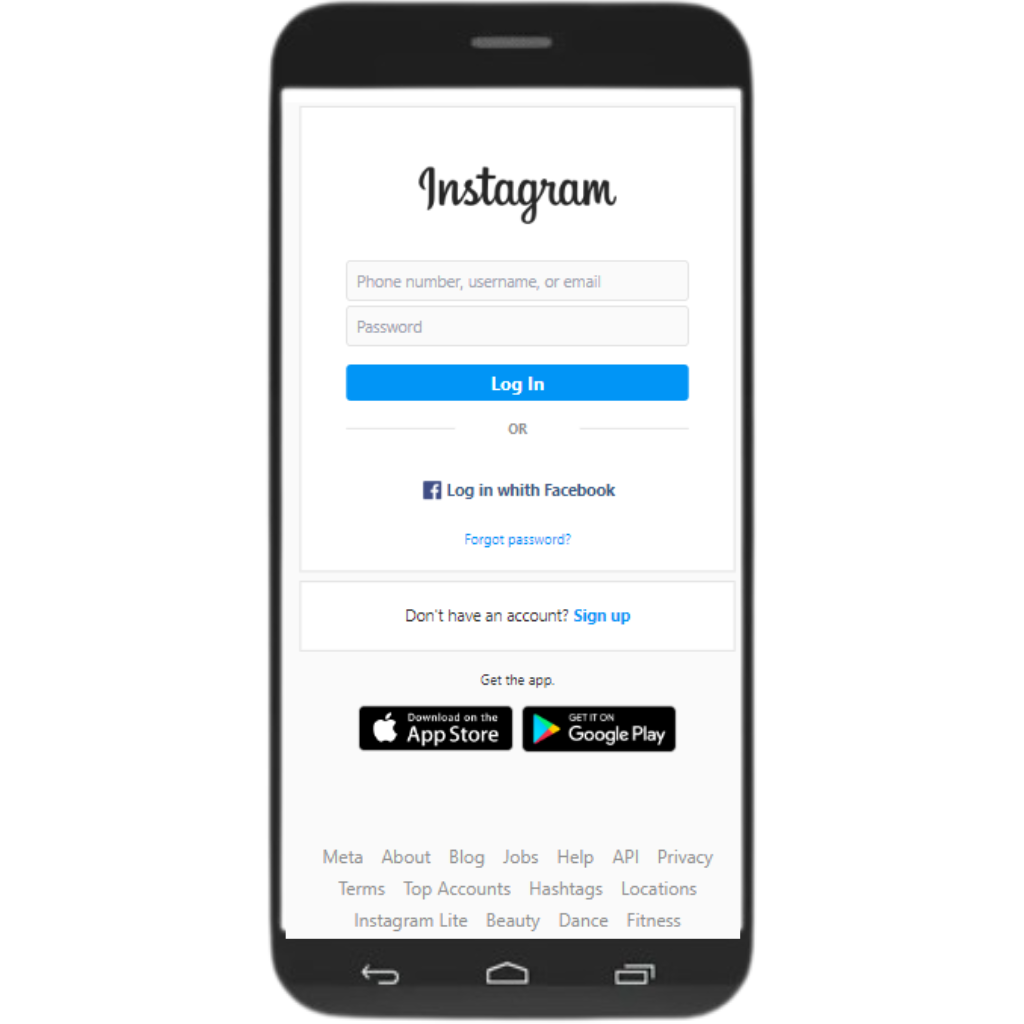 Instagram
Phone number, username, or email
Password
Log In
OR
Log in whith Facebook
Forgot password?
Don't have an account? Sign up
Get the app.
Download on the
App Store
GET IT ON
Google Play
Meta About Blog Jobs Help API Privacy
Terms Top Accounts Hashtags Locations
Instagram Lite Beauty Dance Fitness